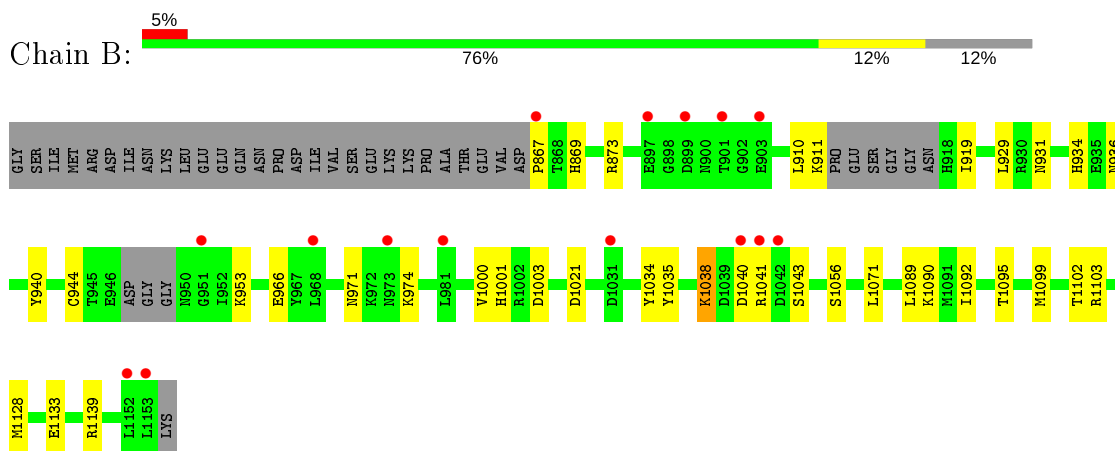 5%
Chain B:
76% 12% 12%
GLY SER ILE MET ARG ASP ILE ASN LYS LEU GLU GLU GLN ASN PRO ASP ILE VAL SER GLU LYS LYS PRO ALA THR GLU VAL ASP P867 T868 H869 R873 E897 G898 D899 N900 T901 G902 E903 L910 K911 PRO GLU SER GLY GLY ASN H918 I919 L929 R930 N931 H934 E935 N936
Y940 C944 T945 E946 ASP GLY GLY N950 G951 I952 K953 E966 Y967 L968 N971 K972 N973 K974 L981 V1000 H1001 R1002 D1003 D1021 D1031 Y1034 Y1035 K1038 D1039 D1040 R1041 D1042 S1043 S1056 L1071 L1089 K1090 M1091 I1092 T1095 M1099 T1102 R1103
M1128 E1133 R1139 L1152 L1153 LYS